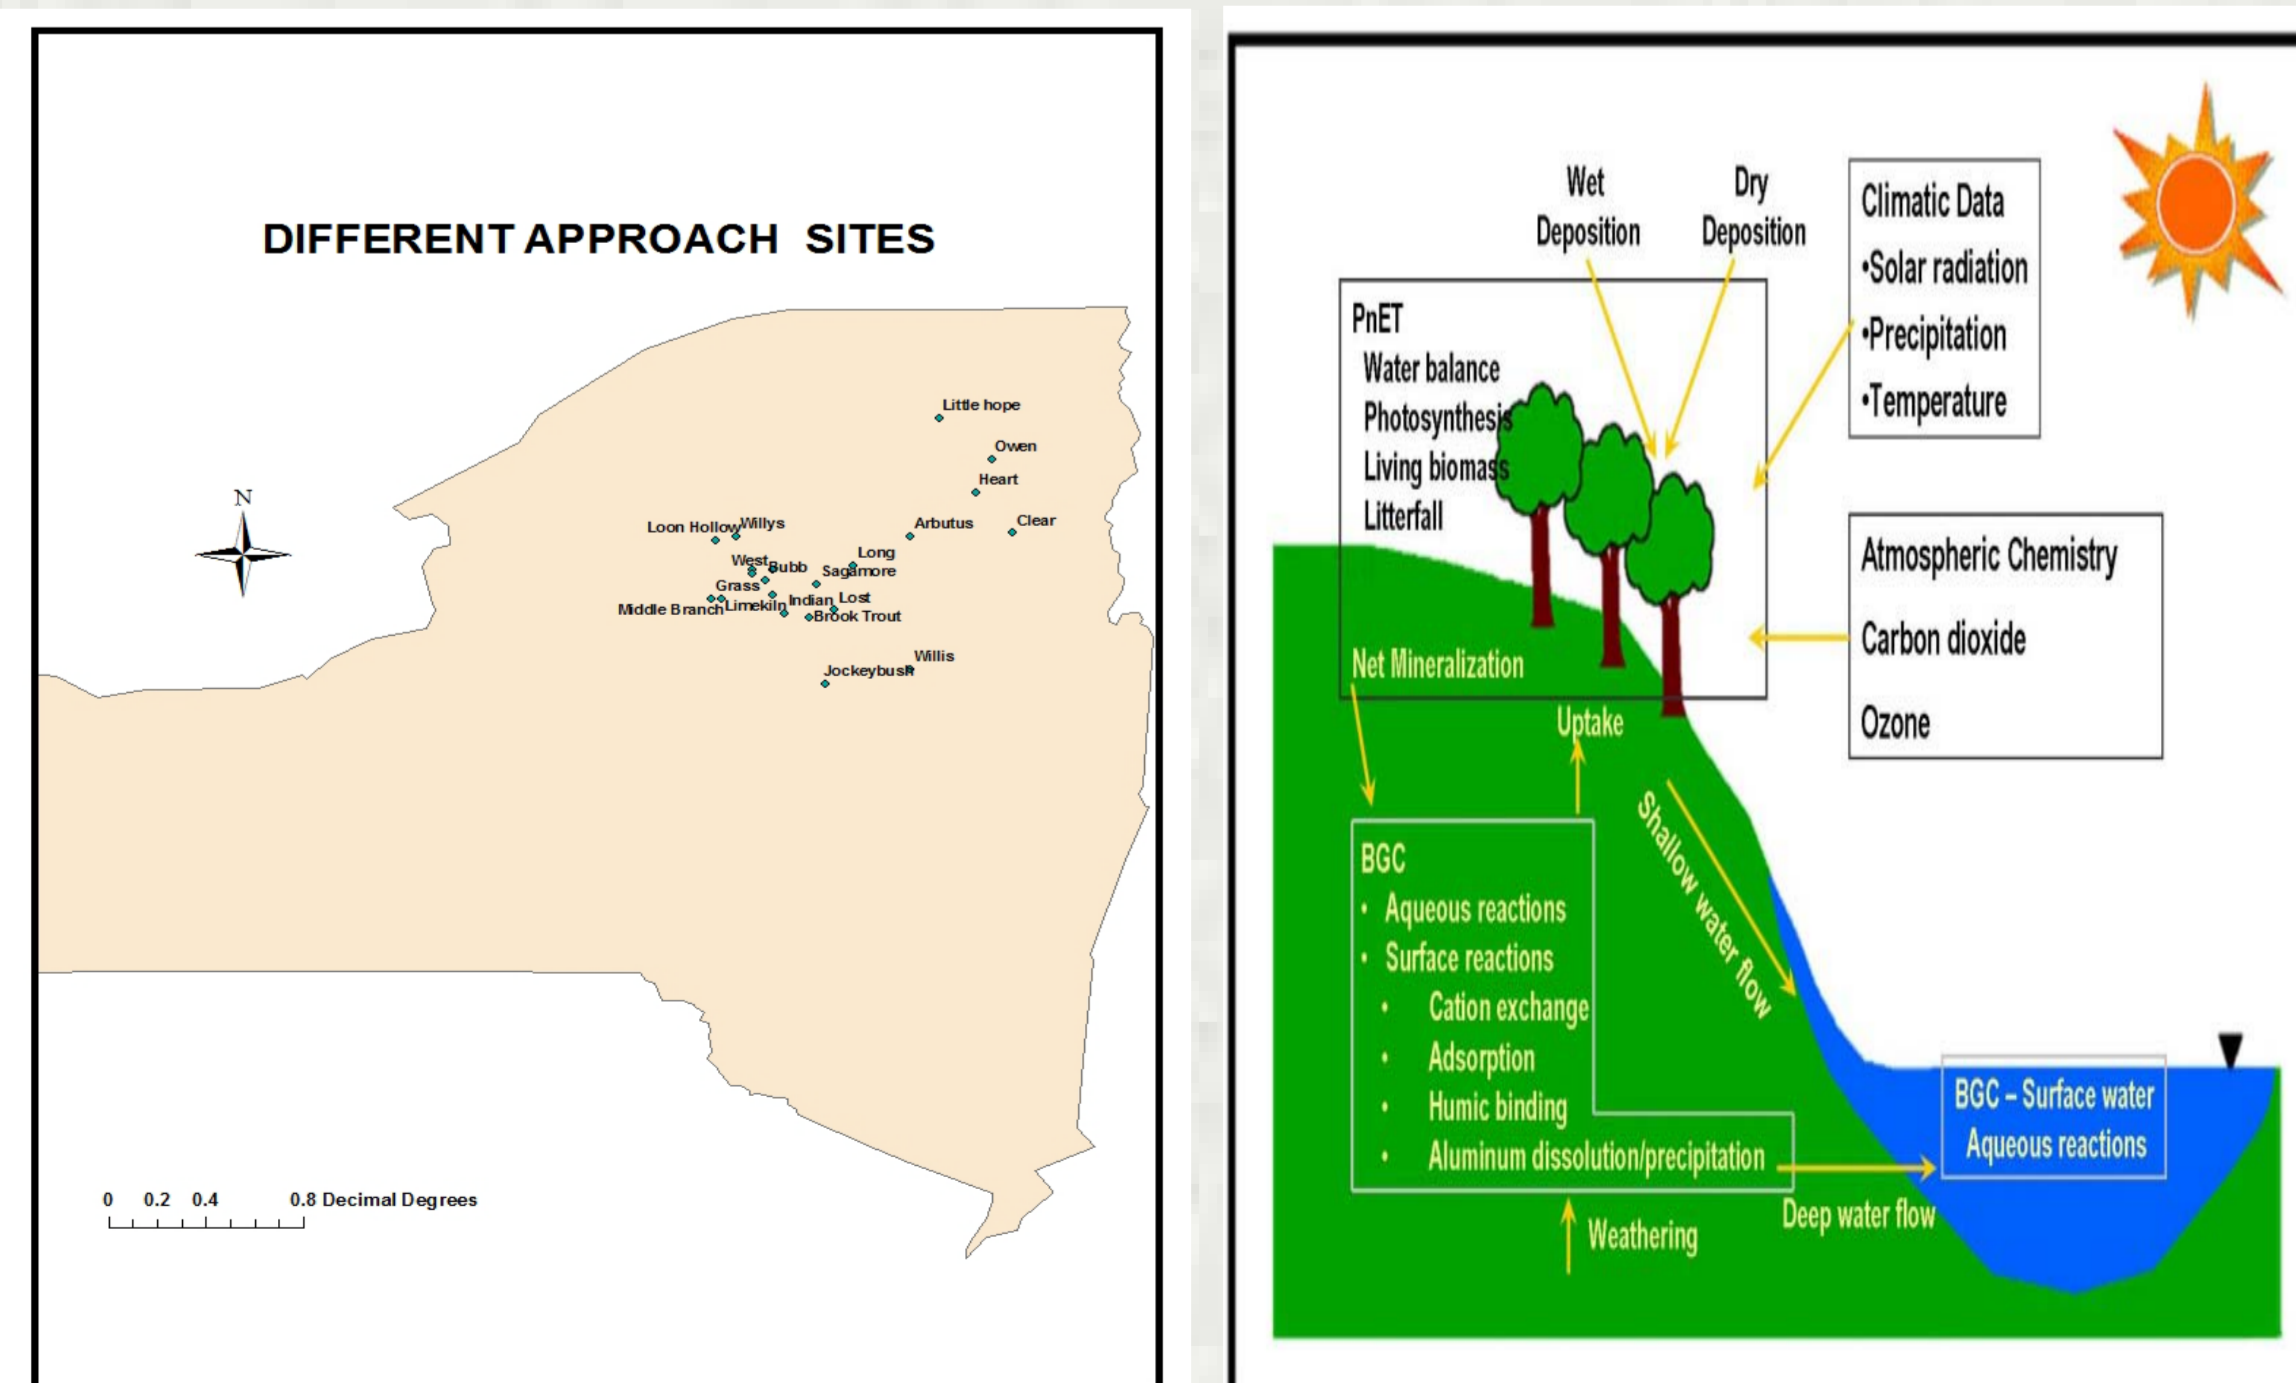 DIFFERENT APPROACH SITES
Little hope
Owen
Heart
N
Loon Hollow
Willys
Arbutus
Clear
Long
West
Bubb
Sagamore
Grass
Middle Branch
Limekiln
Indian
Lost
Brook Trout
Willis
Jockeybush
0 0.2 0.4 0.8 Decimal Degrees
Wet
Deposition
Dry
Deposition
Climatic Data
•Solar radiation
•Precipitation
•Temperature
PnET
Water balance
Photosynthesis
Living biomass
Litterfall
Atmospheric Chemistry
Carbon dioxide
Ozone
Net Mineralization
Uptake
Shallow water flow
BGC
• Aqueous reactions
• Surface reactions
• Cation exchange
• Adsorption
• Humic binding
• Aluminum dissolution/precipitation
BGC – Surface water
Aqueous reactions
Deep water flow
Weathering